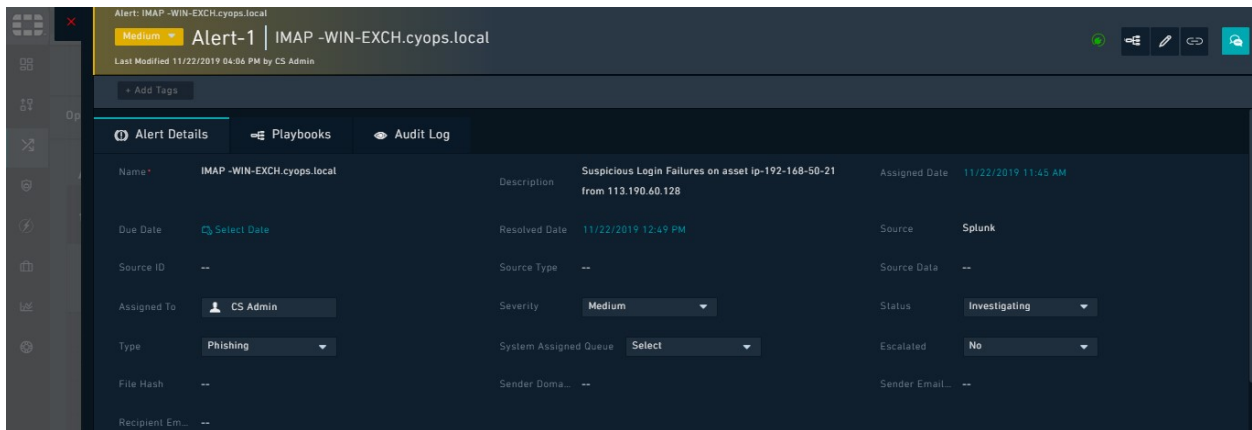 Alert: IMAP -WIN-EXCH.cyops.local
Medium Alert-1 | IMAP -WIN-EXCH.cyops.local
Last Modified 11/22/2019 04:06 PM by CS Admin
+ Add Tags
Op
Alert Details Playbooks Audit Log
Name• IMAP -WIN-EXCH.cyops.local Description Suspicious Login Failures on asset ip-192-168-50-21 Assigned Date 11/22/2019 11:45 AM
from 113.190.60.128
Due Date Select Date Resolved Date 11/22/2019 12:49 PM Source Splunk
Source ID -- Source Type -- Source Data --
Assigned To CS Admin Severity Medium Status Investigating
Type Phishing System Assigned Queue Select Escalated No
File Hash -- Sender Doma... -- Sender Email... --
Recipient Em... --